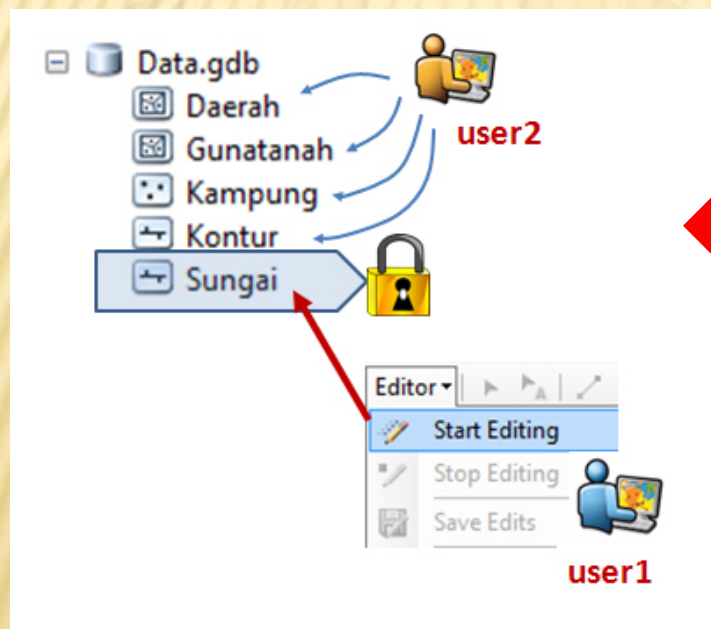 Data.gdb
Daerah
user2
Gunatanah
Kampung
Kontur
Sungai
Editor
Start Editing
Stop Editing
Save Edits
user1